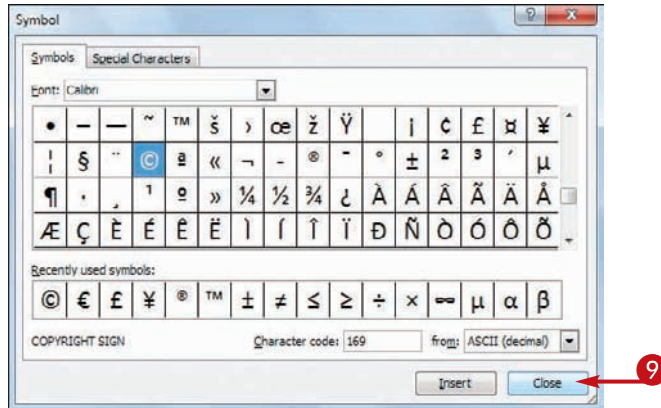 Symbol
Symbols Special Characters
Font: Calibri
• – — ˜ ™ š › œ ž Ÿ ¡ ¢ £ ¤ ¥
¦ § ¨ © ª « ¬ - ® ¯ ° ± ² ³ ´ µ
¶ · ¸ ¹ º » ¼ ½ ¾ ¿ À Á Â Ã Ä Å
Æ Ç È É Ê Ë Ì Í Î Ï Ð Ñ Ò Ó Ô Õ
Recently used symbols:
© € £ ¥ ® ™ ± ≠ ≤ ≥ ÷ × ∞ µ α β
COPYRIGHT SIGN Character code: 169 from: ASCII (decimal)
Insert Close 9